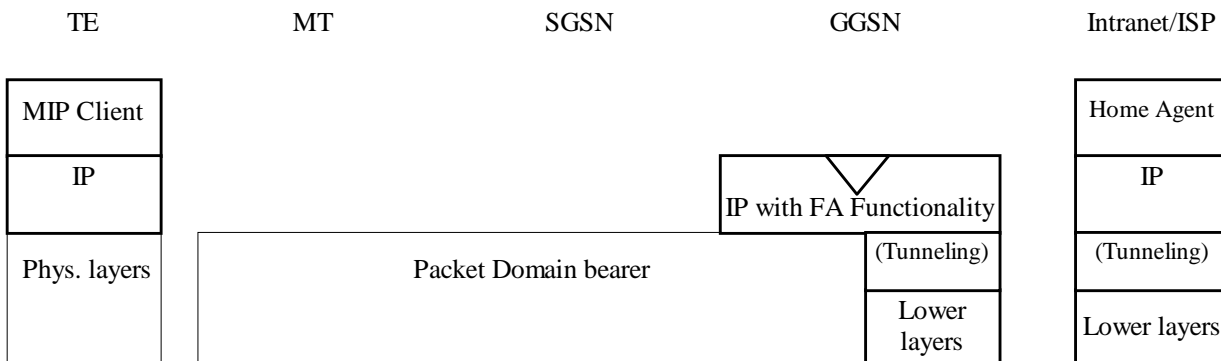 TE MT SGSN GGSN Intranet/ISP
MIP Client Home Agent
IP IP
IP with FA Functionality
Phys. layers Packet Domain bearer (Tunneling) (Tunneling)
Lower
layers Lower layers